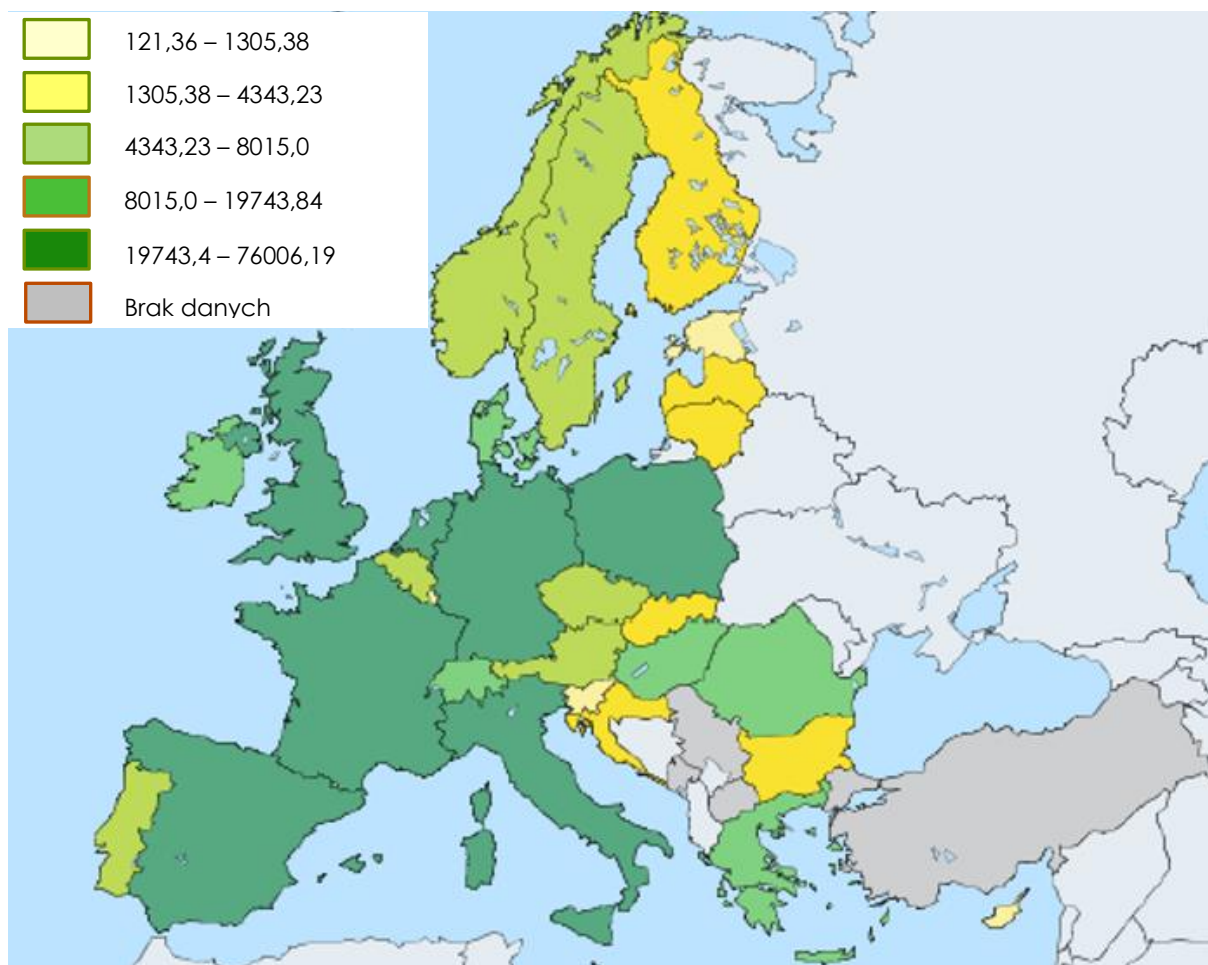 121,36 – 1305,38
1305,38 – 4343,23
4343,23 – 8015,0
8015,0 – 19743,84
19743,4 – 76006,19
Brak danych